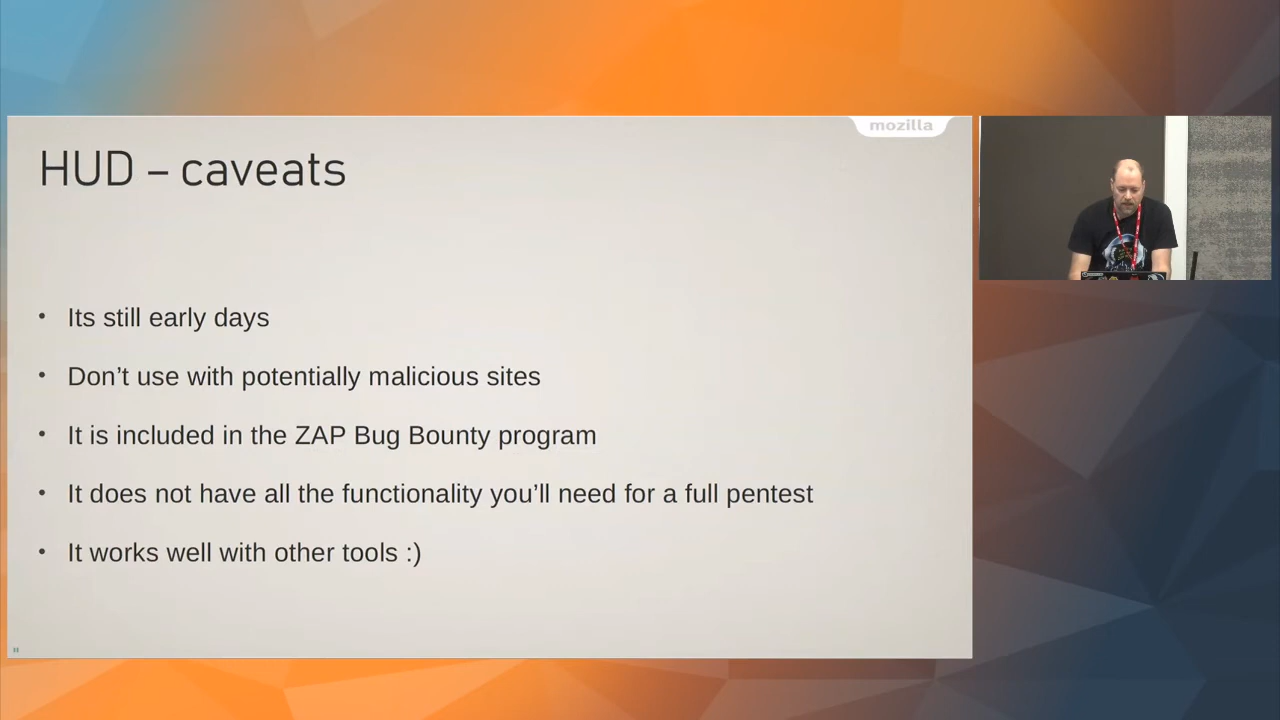 mozilla
HUD – caveats
• Its still early days
• Don’t use with potentially malicious sites
• It is included in the ZAP Bug Bounty program
• It does not have all the functionality you’ll need for a full pentest
• It works well with other tools :)